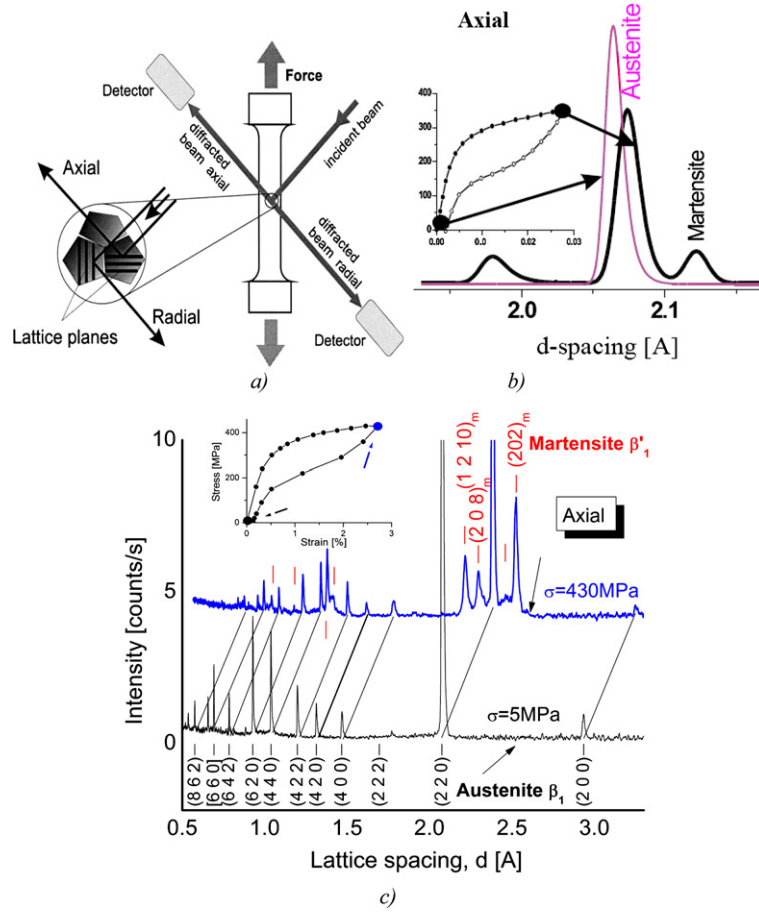 Detector
Force
incident beam
diffracted
beam axial
Axial
diffracted
beam radial
Radial
Lattice planes
Detector
a)
Axial
Austenite
Martensite
400
300
200
100
0
0.00
0.0
0.02
0.03
2.0
2.1
d-spacing [A]
b)
10
5
0
Intensity [counts/s]
400
200
0
Stress [MPa]
0
1
2
3
Strain [%]
(1 2 10)m
(2 0 8)m
(202)m
Martensite β'1
Axial
σ=430MPa
σ=5MPa
Austenite β1
(8 6 2)
[6 6 0]
(6 4 2)
(6 2 0)
(4 4 0)
(4 2 2)
(4 2 0)
(4 0 0)
(2 2 2)
(2 2 0)
(2 0 0)
0.5
1.0
1.5
2.0
2.5
3.0
Lattice spacing, d [A]
c)